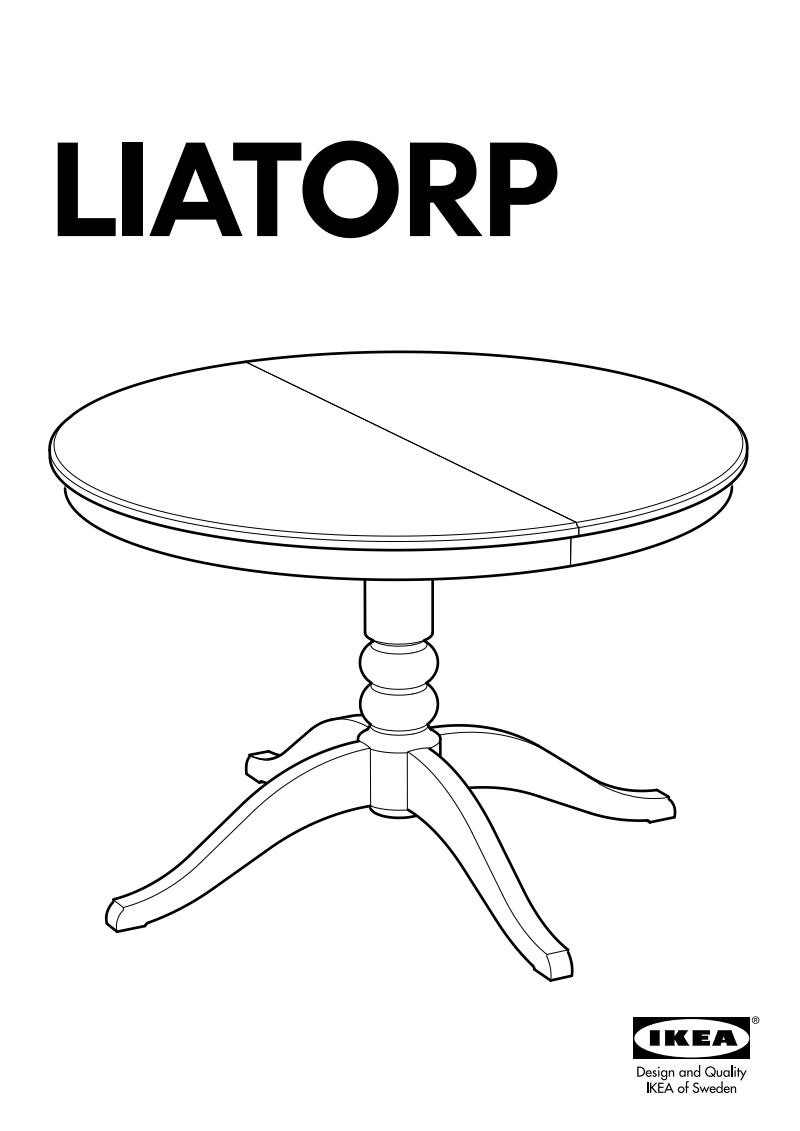 LIATORP
IKEA®
Design and Quality
IKEA of Sweden